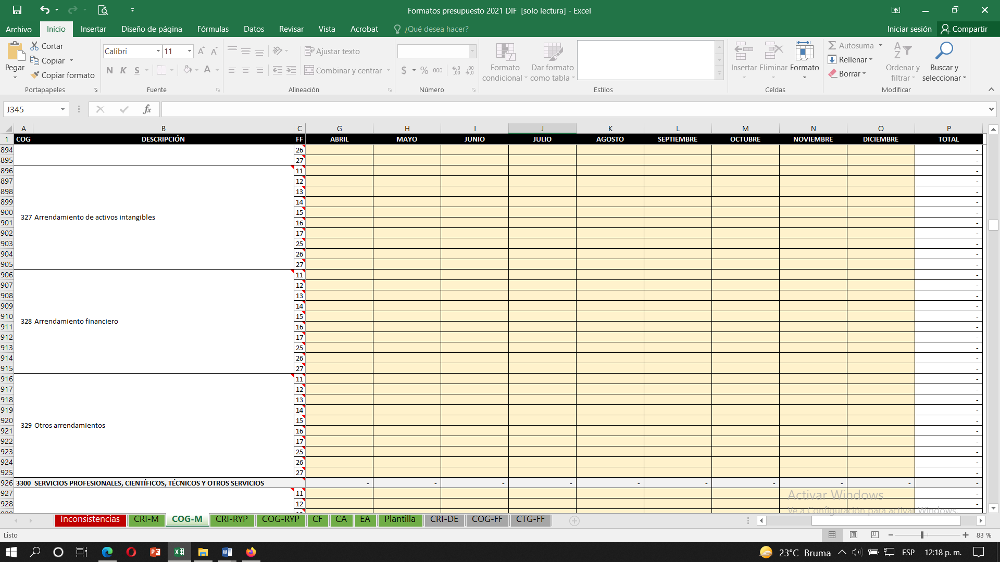 Formatos presupuesto 2021 DIF [solo lectura] - Excel
Archivo Inicio Insertar Diseño de página Fórmulas Datos Revisar Vista Acrobat ¿Qué desea hacer? Iniciar sesión Compartir
Pegar
Cortar
Copiar
Copiar formato
Portapapeles
Calibri 11
N K S
Fuente
Ajustar texto
Combinar y centrar
Alineación
$ % 000
Número
Formato condicional
Dar formato como tabla
Estilos
Insertar Eliminar Formato
Celdas
Autosuma
Rellenar
Borrar
Ordenar y filtrar
Buscar y seleccionar
Modificar
J345
fx
A B C G H I J K L M N O P
1 COG DESCRIPCIÓN FF ABRIL MAYO JUNIO JULIO AGOSTO SEPTIEMBRE OCTUBRE NOVIEMBRE DICIEMBRE TOTAL
894 26 -
895 27 -
896 11 -
897 12 -
898 13 -
899 14 -
900 15 -
327 Arrendamiento de activos intangibles
901 16 -
902 17 -
903 25 -
904 26 -
905 27 -
906 11 -
907 12 -
908 13 -
909 14 -
910 15 -
328 Arrendamiento financiero
911 16 -
912 17 -
913 25 -
914 26 -
915 27 -
916 11 -
917 12 -
918 13 -
919 14 -
920 15 -
329 Otros arrendamientos
921 16 -
922 17 -
923 25 -
924 26 -
925 27 -
926 3300 SERVICIOS PROFESIONALES, CIENTÍFICOS, TÉCNICOS Y OTROS SERVICIOS - - - - - - - - - -
927 11 -
928 12 -
Activar Windows
Ve a Configuración para activar Windows.
Inconsistencias CRI-M COG-M CRI-RYP COG-RYP CF CA EA Plantilla CRI-DE COG-FF CTG-FF
Listo 83 %
23°C Bruma ESP 12:18 p. m.